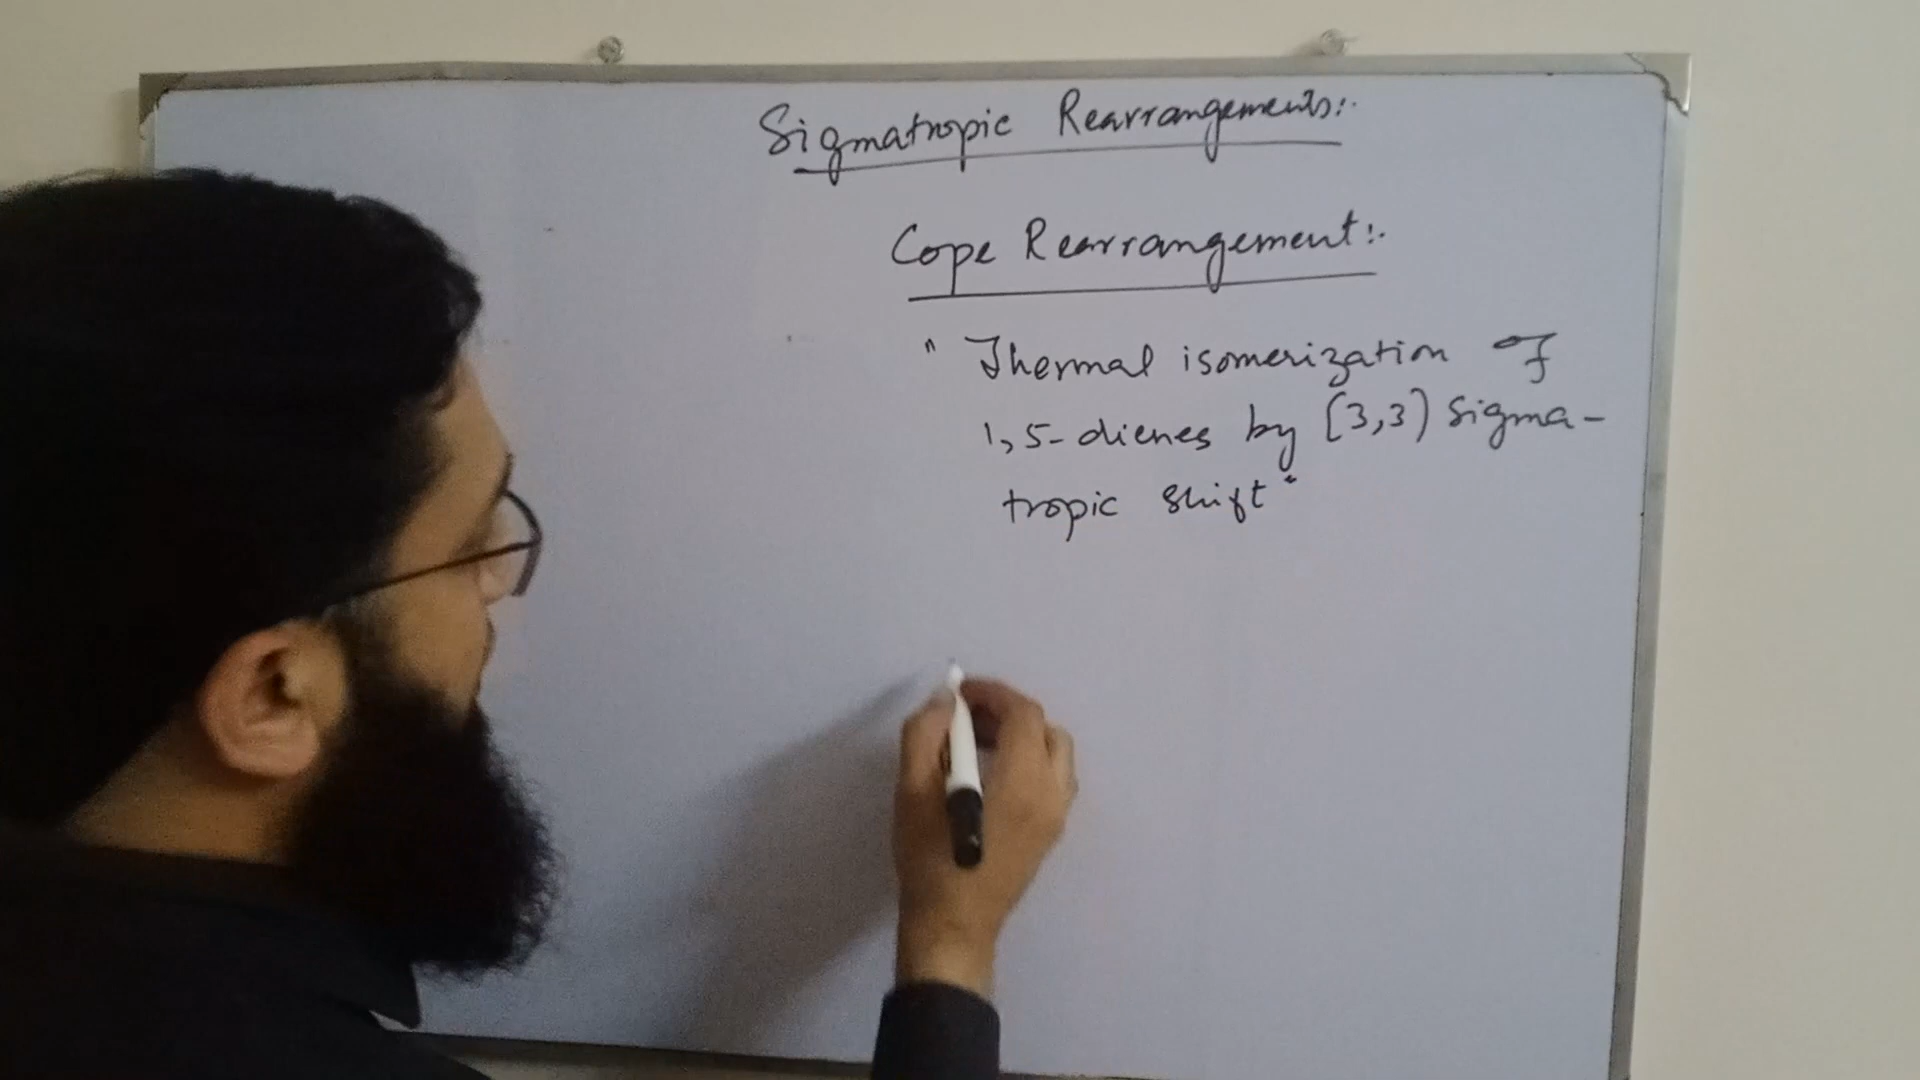 Sigmatropic Rearrangements:.
Cope Rearrangement:.
" Thermal isomerization of
1,5-dienes by [3,3) sigma-
tropic shift"